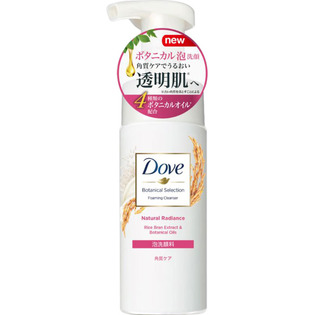 new
ボタニカル泡洗顔
角質ケアでうるおい
透明肌へ
4種類の
ボタニカルオイル
配合
Dove
Botanical Selection
Foaming Cleanser
Natural Radiance
Rice Bran Extract &
Botanical Oils
泡洗顔料
角質ケア